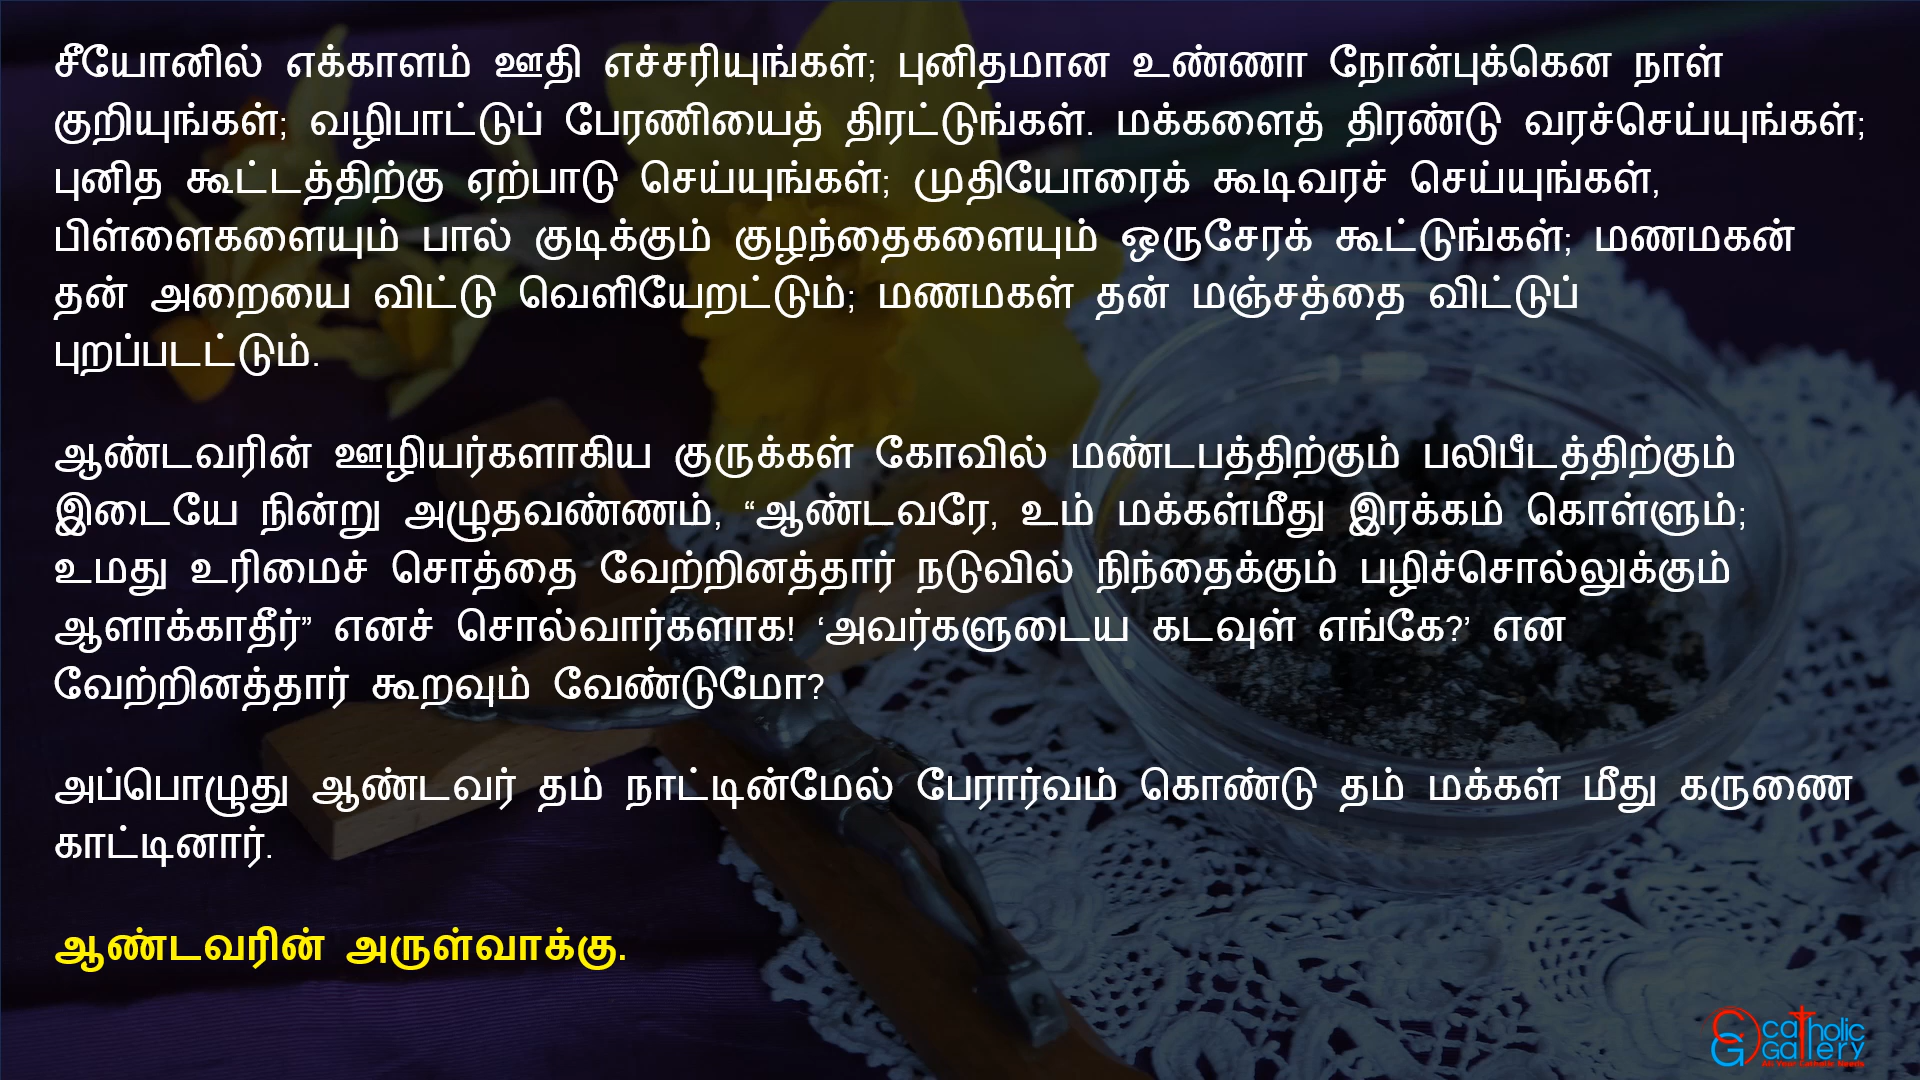 சீயோனில் எக்காளம் ஊதி எச்சரியுங்கள்; புனிதமான உண்ணா நோன்புக்கென நாள்
குறியுங்கள்; வழிபாட்டுப் பேரணியைத் திரட்டுங்கள். மக்களைத் திரண்டு வரச்செய்யுங்கள்;
புனித கூட்டத்திற்கு ஏற்பாடு செய்யுங்கள்; முதியோரைக் கூடிவரச் செய்யுங்கள்,
பிள்ளைகளையும் பால் குடிக்கும் குழந்தைகளையும் ஒருசேரக் கூட்டுங்கள்; மணமகன்
தன் அறையை விட்டு வெளியேறட்டும்; மணமகள் தன் மஞ்சத்தை விட்டுப்
புறப்படட்டும்.
ஆண்டவரின் ஊழியர்களாகிய குருக்கள் கோவில் மண்டபத்திற்கும் பலிபீடத்திற்கும்
இடையே நின்று அழுதவண்ணம், “ஆண்டவரே, உம் மக்கள்மீது இரக்கம் கொள்ளும்;
உமது உரிமைச் சொத்தை வேற்றினத்தார் நடுவில் நிந்தைக்கும் பழிச்சொல்லுக்கும்
ஆளாக்காதீர்” எனச் சொல்வார்களாக! ‘அவர்களுடைய கடவுள் எங்கே?’ என
வேற்றினத்தார் கூறவும் வேண்டுமோ?
அப்பொழுது ஆண்டவர் தம் நாட்டின்மேல் பேரார்வம் கொண்டு தம் மக்கள் மீது கருணை
காட்டினார்.
ஆண்டவரின் அருள்வாக்கு.
catholic
Gallery
All Your Catholic Needs